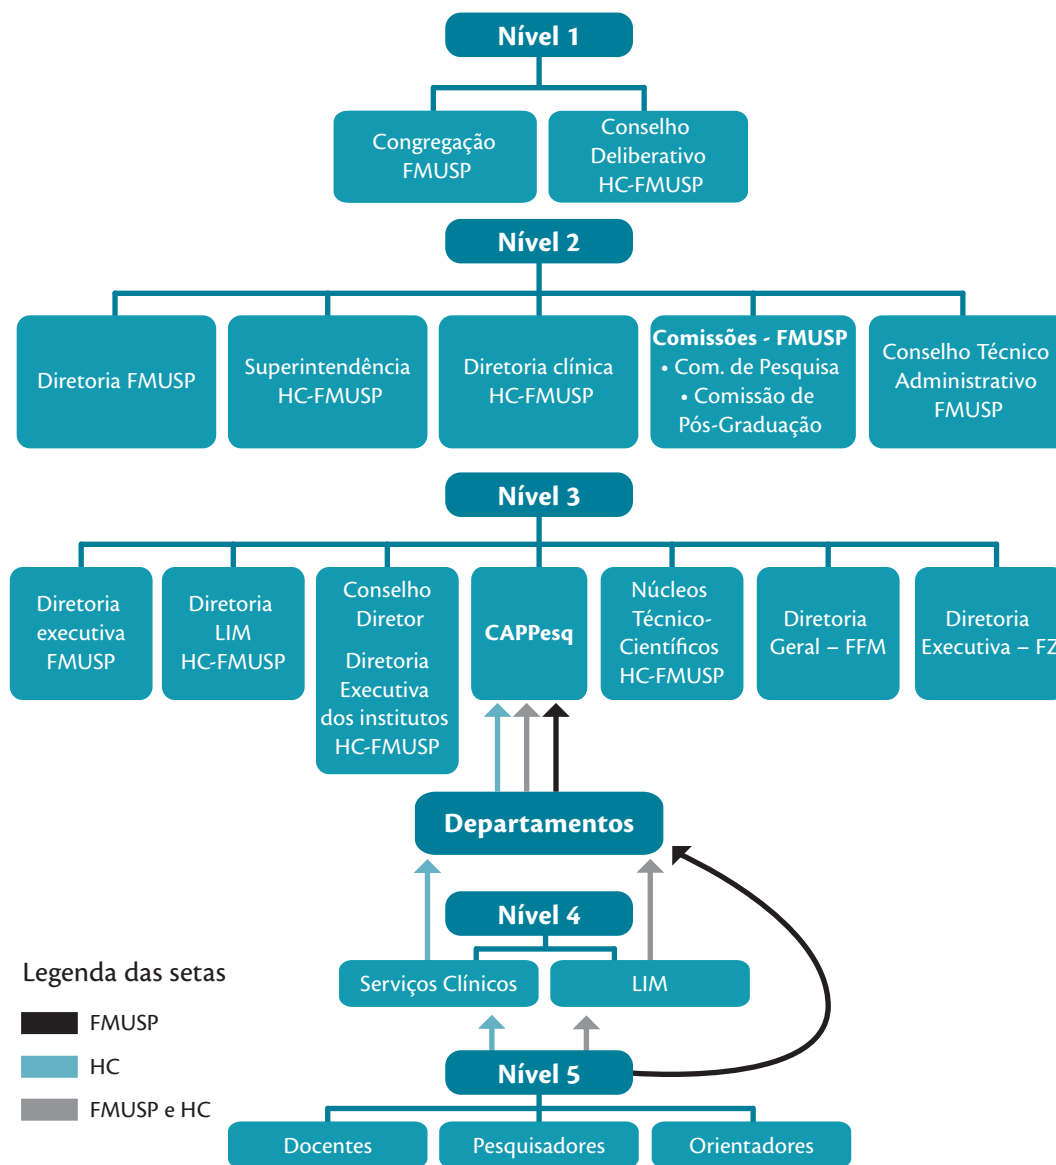 Nível 1
Congregação
FMUSP
Conselho
Deliberativo
HC-FMUSP
Nível 2
Diretoria FMUSP
Superintendência
HC-FMUSP
Diretoria clínica
HC-FMUSP
Comissões - FMUSP
• Com. de Pesquisa
• Comissão de
Pós-Graduação
Conselho Técnico
Administrativo
FMUSP
Nível 3
Diretoria
executiva
FMUSP
Diretoria
LIM
HC-FMUSP
Conselho
Diretor
Diretoria
Executiva
dos institutos
HC-FMUSP
CAPPesq
Núcleos
Técnico-
Científicos
HC-FMUSP
Diretoria
Geral – FFM
Diretoria
Executiva – FZ
Departamentos
Nível 4
Serviços Clínicos
LIM
Legenda das setas
FMUSP
HC
FMUSP e HC
Nível 5
Docentes
Pesquisadores
Orientadores